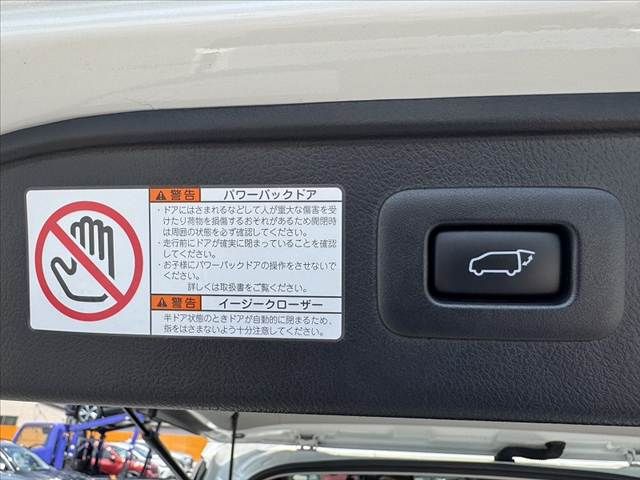 警告 パワーバックドア
・ドアにはさまれるなどして人が重大な傷害を受
けたり荷物を損傷するおそれがあるため開閉時
は周囲の状態を必ず確認してください。
・走行前にドアが確実に閉まっていることを確認
してください。
・お子様にパワーバックドアの操作をさせないで
ください。
詳しくは取扱書をご覧ください。
警告 イージークローザー
半ドア状態のときドアが自動的に閉まるため、
指をはさまないよう十分注意してください。